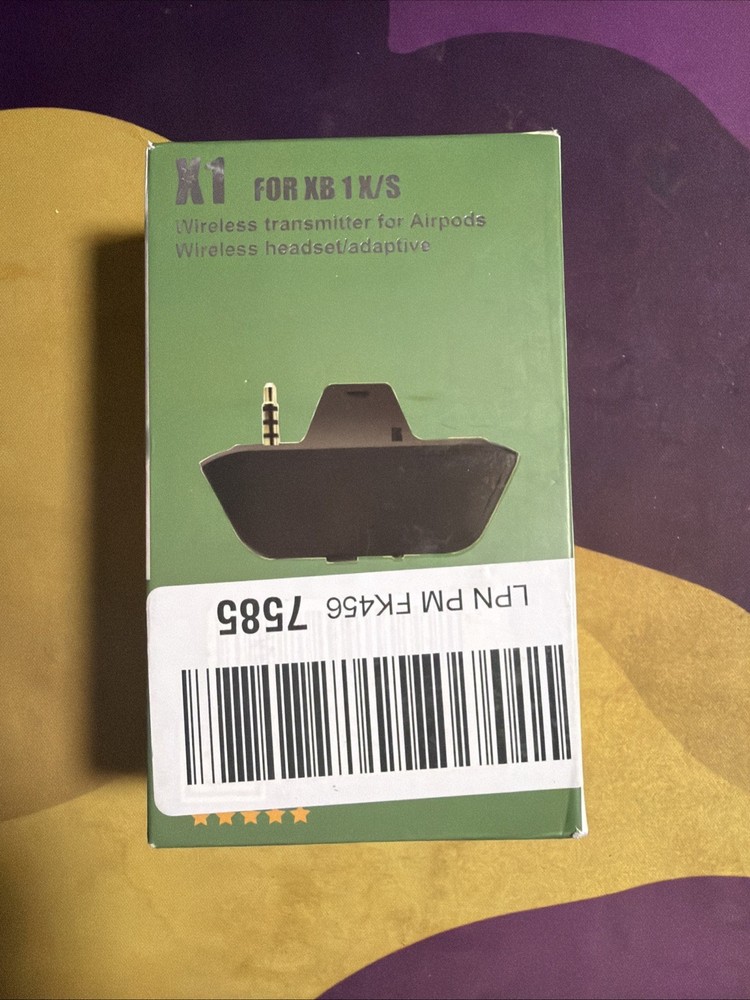 X1 FOR XB 1 X/S
Wireless transmitter for Airpods
Wireless headset/adaptive
LPN PM FK456 7585